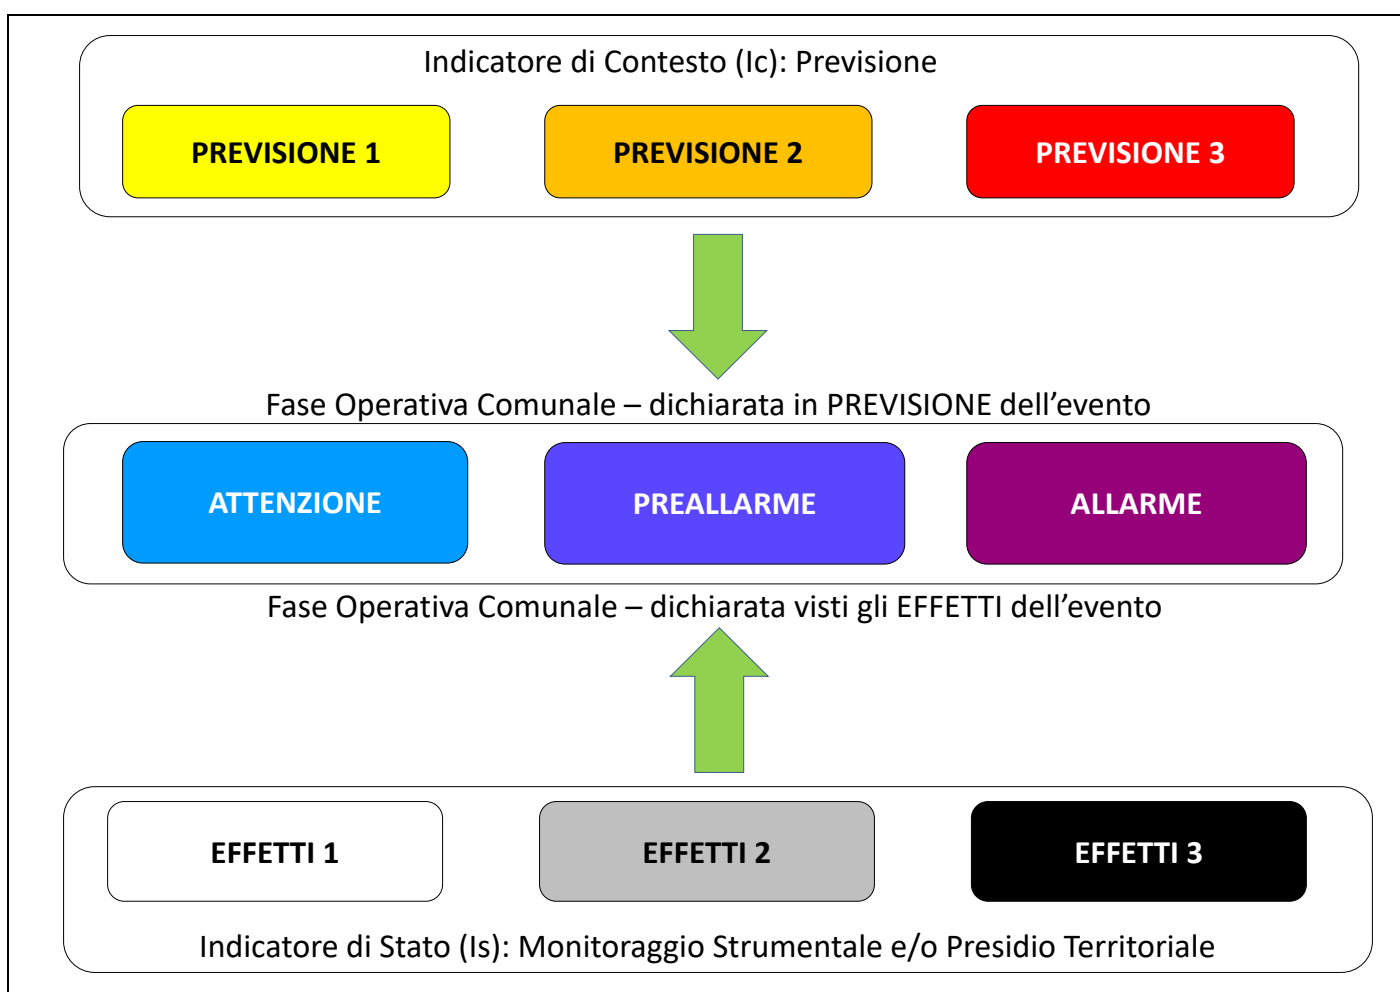 Indicatore di Contesto (Ic): Previsione
PREVISIONE 1
PREVISIONE 2
PREVISIONE 3
Fase Operativa Comunale – dichiarata in PREVISIONE dell’evento
ATTENZIONE
PREALLARME
ALLARME
Fase Operativa Comunale – dichiarata visti gli EFFETTI dell’evento
EFFETTI 1
EFFETTI 2
EFFETTI 3
Indicatore di Stato (Is): Monitoraggio Strumentale e/o Presidio Territoriale